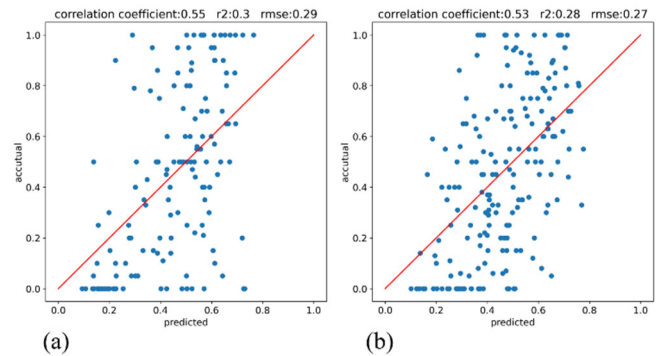 correlation coefficient:0.55 r2:0.3 rmse:0.29
1.0
0.8
0.6
0.4
0.2
0.0
accutual
0.0 0.2 0.4 0.6 0.8 1.0
predicted
(a)
correlation coefficient:0.53 r2:0.28 rmse:0.27
1.0
0.8
0.6
0.4
0.2
0.0
accutual
0.0 0.2 0.4 0.6 0.8 1.0
predicted
(b)